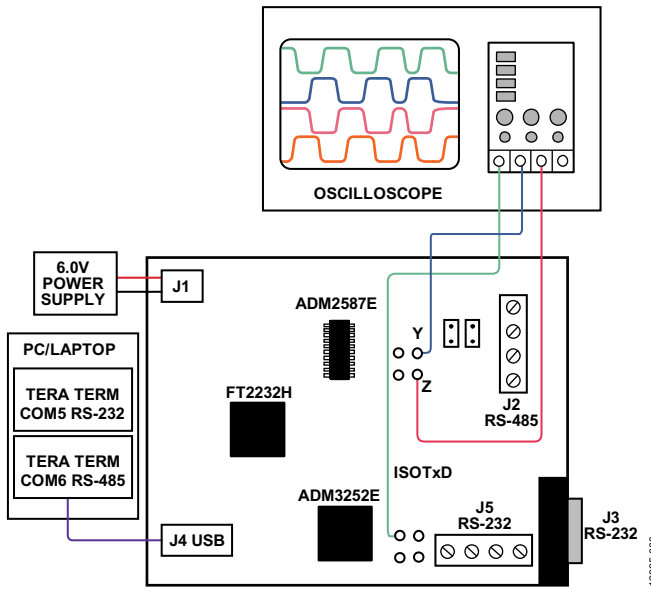 OSCILLOSCOPE
6.0V
POWER
SUPPLY
J1
ADM2587E
PC/LAPTOP
Y
TERA TERM
COM5 RS-232
FT2232H
Z
J2
RS-485
TERA TERM
COM6 RS-485
ISOTxD
ADM3252E
J5
RS-232
J3
RS-232
J4 USB